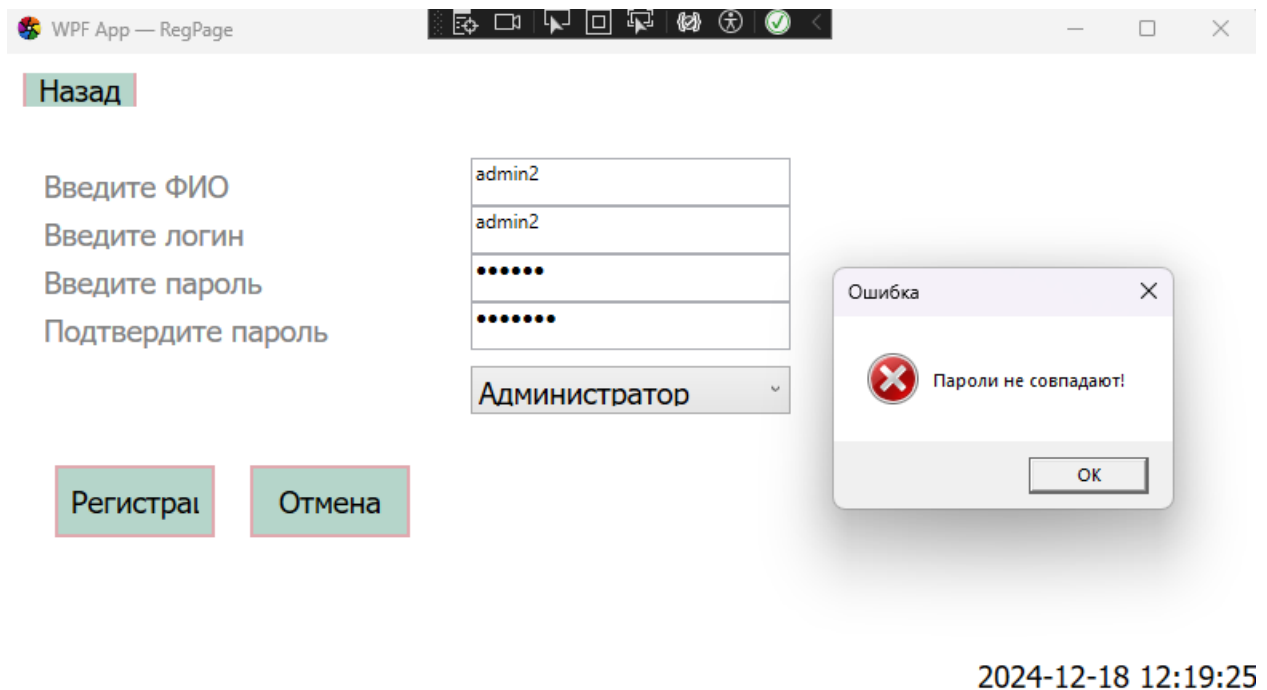 WPF App — RegPage
Назад
Введите ФИО
admin2
Введите логин
admin2
Введите пароль
••••••
Подтвердите пароль
•••••••
Администратор
Ошибка
Пароли не совпадают!
ОК
Регистрац
Отмена
2024-12-18 12:19:25